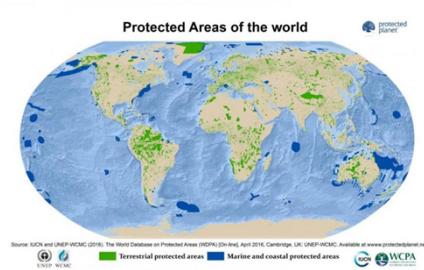 Protected Areas of the world
protected
planet
Source: IUCN and UNEP-WCMC (2016). The World Database on Protected Areas (WDPA) [On-line], April 2016, Cambridge, UK: UNEP-WCMC. Available at www.protectedplanet.ne
UNEP WCMC
Terrestrial protected areas
Marine and coastal protected areas
IUCN
WCPA